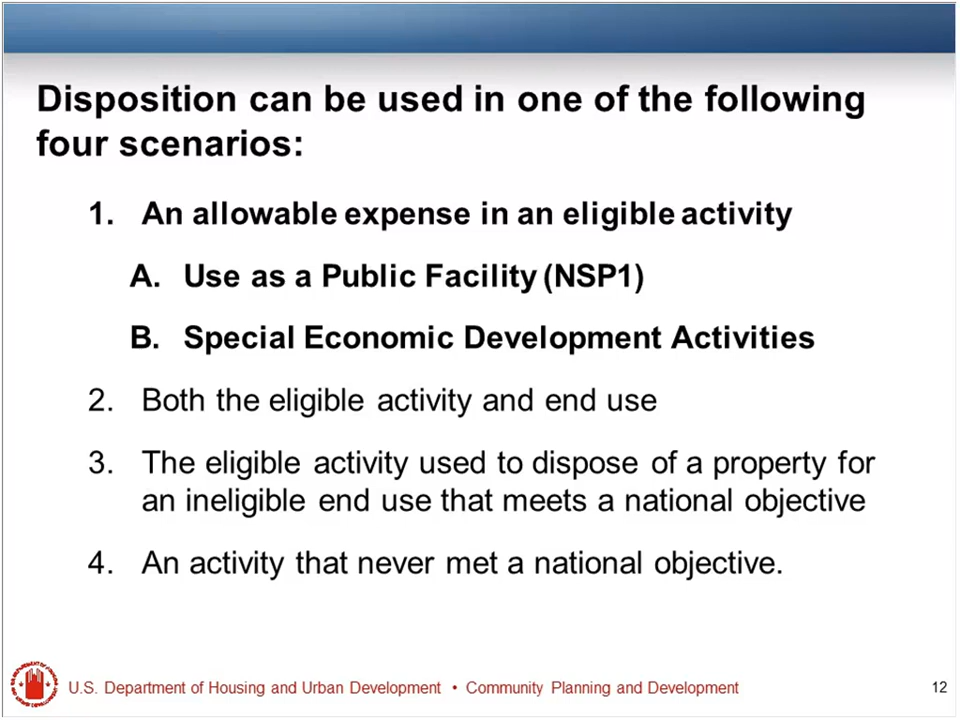 Disposition can be used in one of the following
four scenarios:
1. An allowable expense in an eligible activity
A. Use as a Public Facility (NSP1)
B. Special Economic Development Activities
2. Both the eligible activity and end use
3. The eligible activity used to dispose of a property for
an ineligible end use that meets a national objective
4. An activity that never met a national objective.
U.S. Department of Housing and Urban Development • Community Planning and Development
12